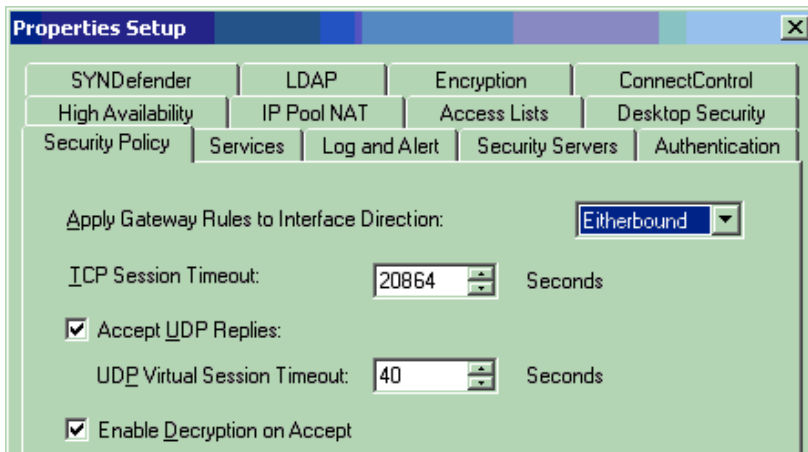 Properties Setup
SYNDefender LDAP Encryption ConnectControl
High Availability IP Pool NAT Access Lists Desktop Security
Security Policy Services Log and Alert Security Servers Authentication
Apply Gateway Rules to Interface Direction: Eitherbound
TCP Session Timeout: 20864 Seconds
Accept UDP Replies:
UDP Virtual Session Timeout: 40 Seconds
Enable Decryption on Accept